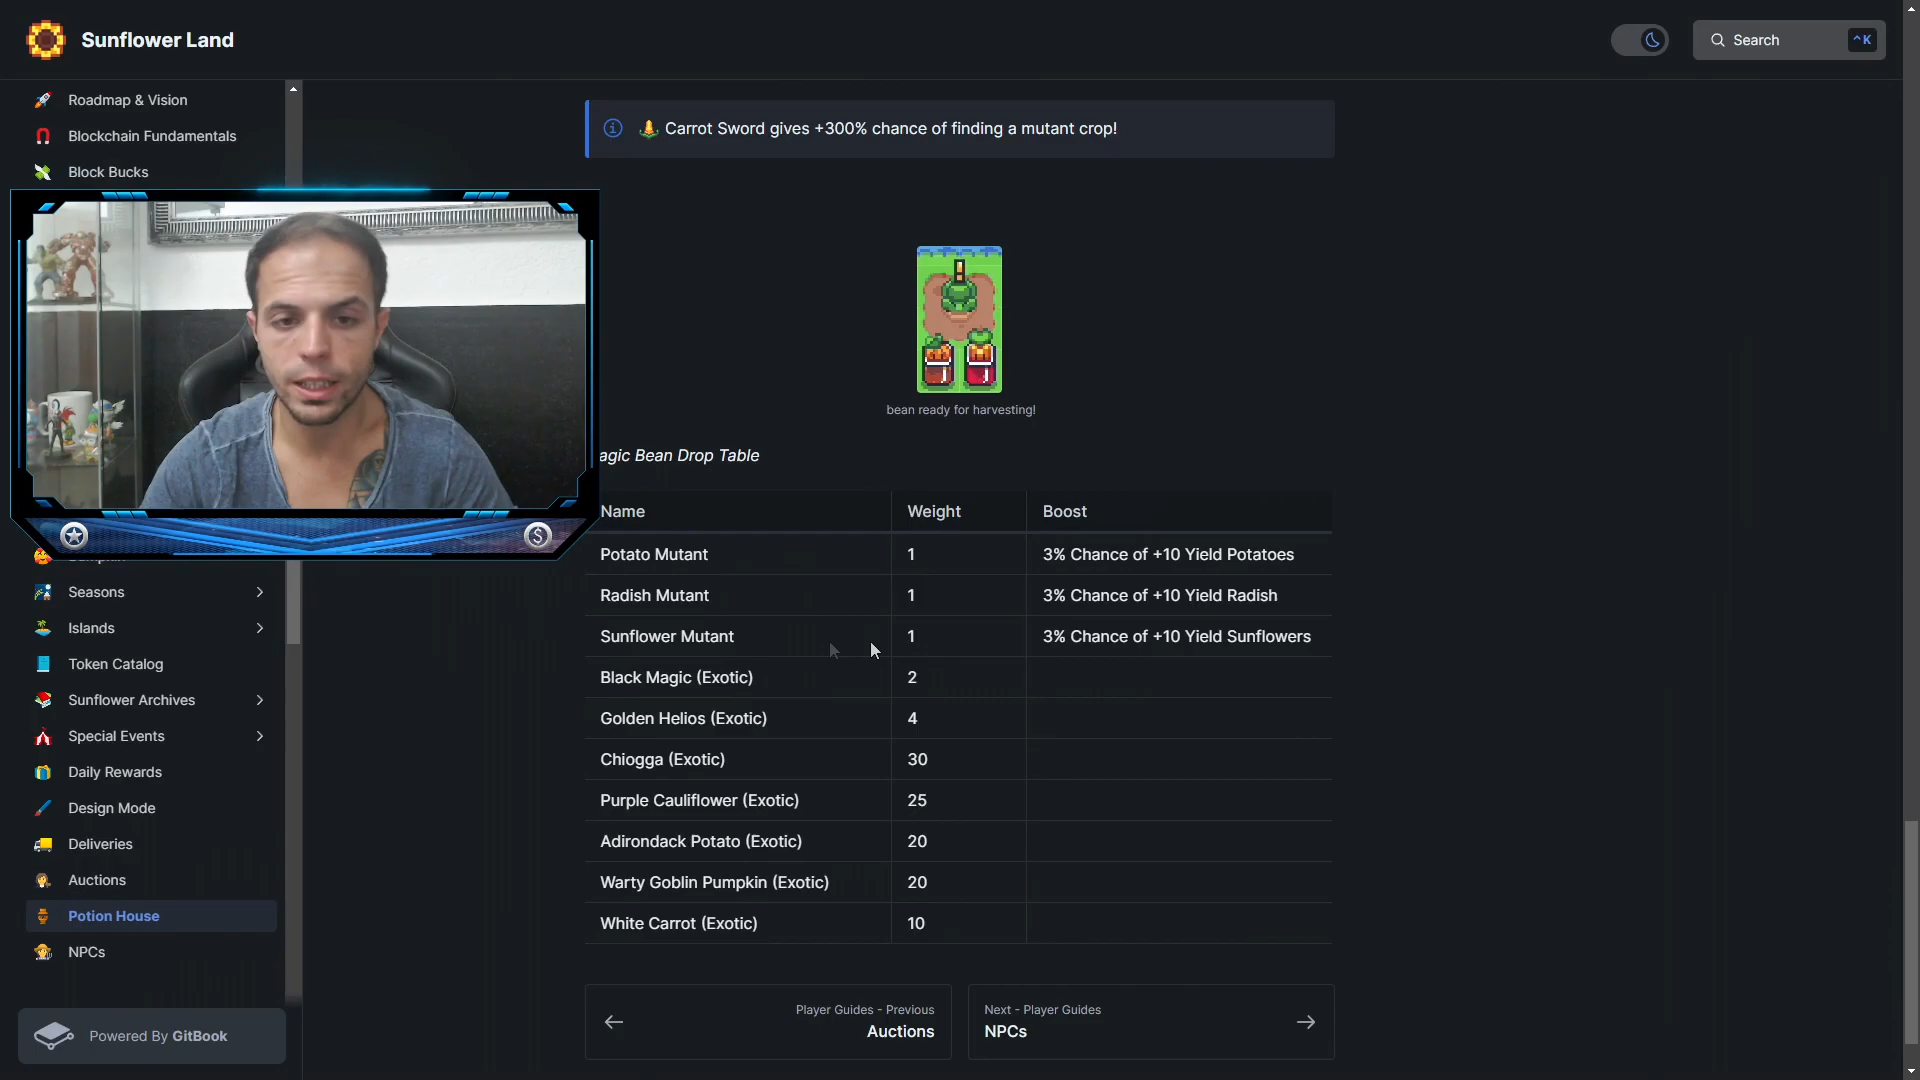 Sunflower Land
Search
^K
Roadmap & Vision
Blockchain Fundamentals
Block Bucks
Seasons
Islands
Token Catalog
Sunflower Archives
Special Events
Daily Rewards
Design Mode
Deliveries
Auctions
Potion House
NPCs
Powered By GitBook
Carrot Sword gives +300% chance of finding a mutant crop!
bean ready for harvesting!
agic Bean Drop Table
Name Weight Boost
Potato Mutant 1 3% Chance of +10 Yield Potatoes
Radish Mutant 1 3% Chance of +10 Yield Radish
Sunflower Mutant 1 3% Chance of +10 Yield Sunflowers
Black Magic (Exotic) 2
Golden Helios (Exotic) 4
Chiogga (Exotic) 30
Purple Cauliflower (Exotic) 25
Adirondack Potato (Exotic) 20
Warty Goblin Pumpkin (Exotic) 20
White Carrot (Exotic) 10
Player Guides - Previous
Auctions
Next - Player Guides
NPCs